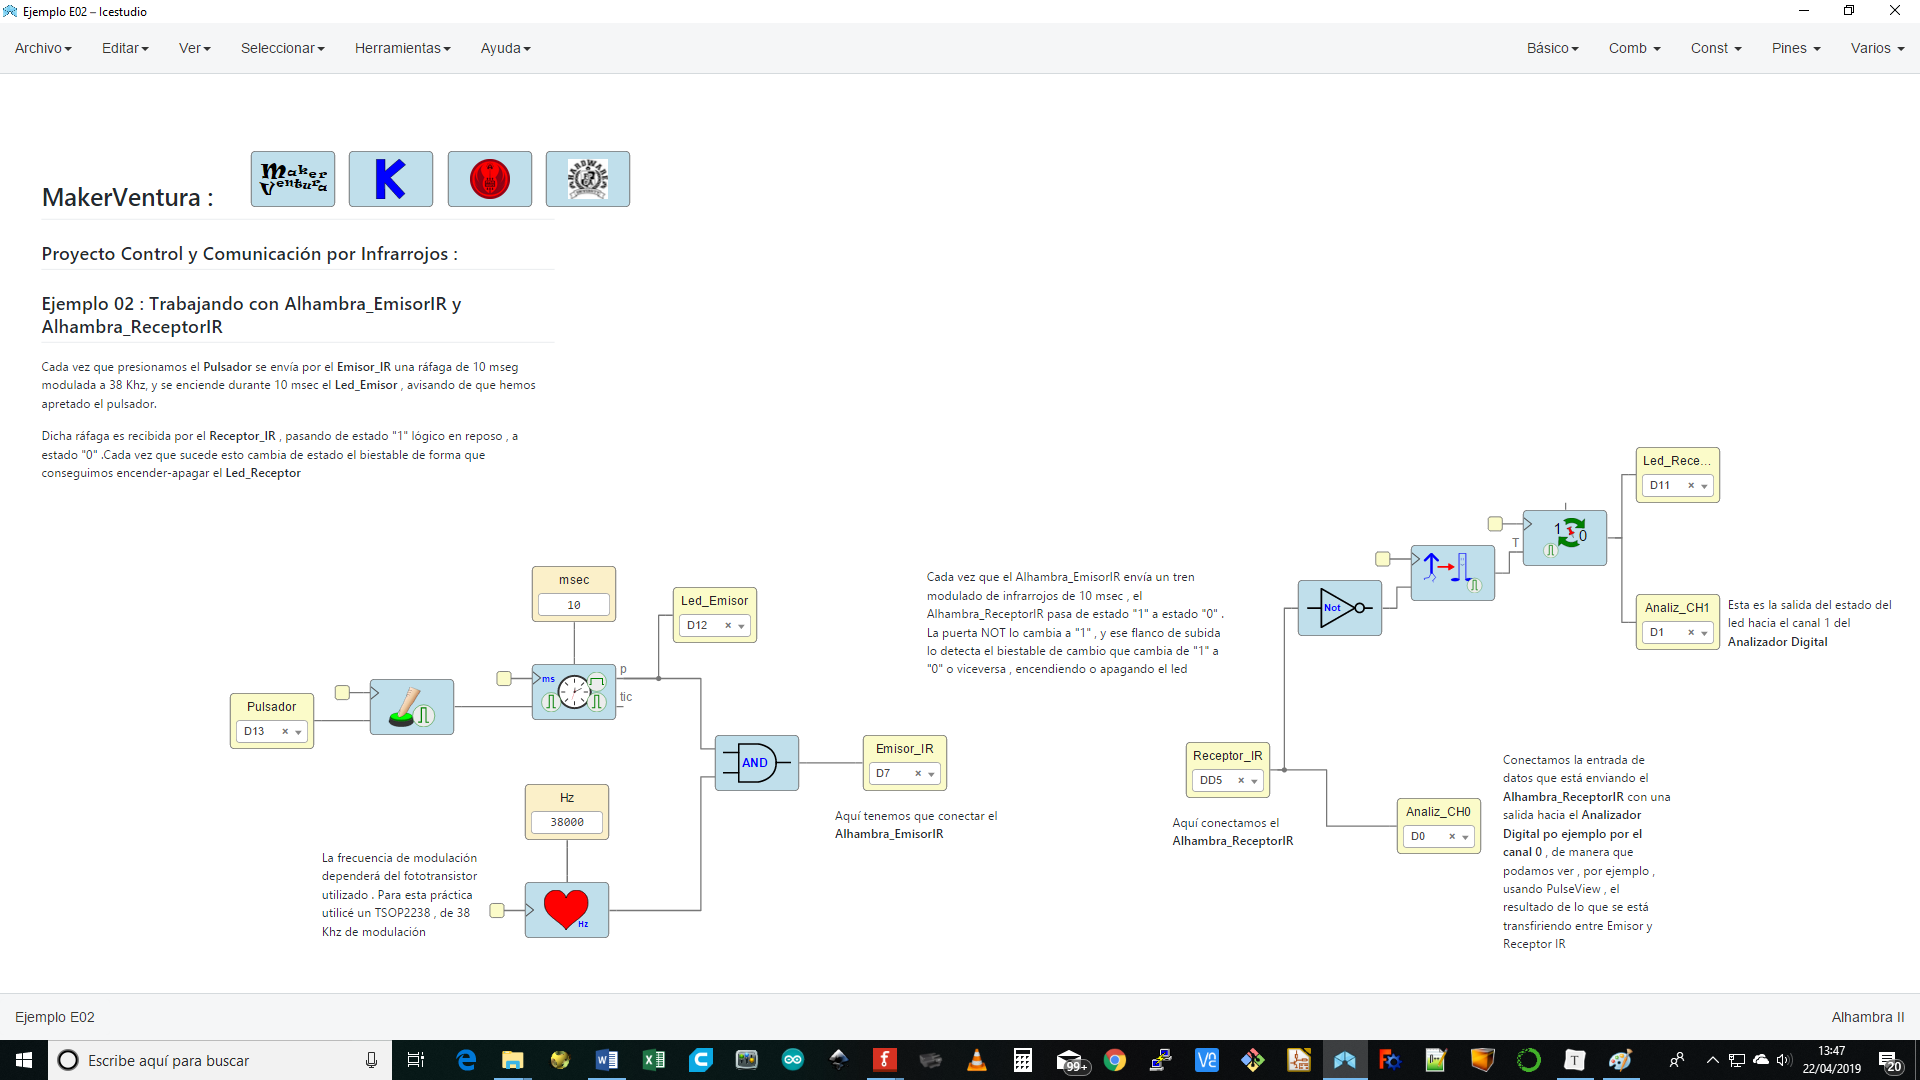 Ejemplo E02 – Icestudio
Archivo Editar Ver Seleccionar Herramientas Ayuda Básico Comb Const Pines Varios
MakerVentura :
Maker
Ventura
K
HARDWARE
Proyecto Control y Comunicación por Infrarrojos :
Ejemplo 02 : Trabajando con Alhambra_EmisorIR y
Alhambra_ReceptorIR
Cada vez que presionamos el Pulsador se envía por el Emisor_IR una ráfaga de 10 mseg
modulada a 38 Khz, y se enciende durante 10 msec el Led_Emisor , avisando de que hemos
apretado el pulsador.
Dicha ráfaga es recibida por el Receptor_IR , pasando de estado "1" lógico en reposo , a
estado "0" .Cada vez que sucede esto cambia de estado el biestable de forma que
conseguimos encender-apagar el Led_Receptor
Pulsador
D13
msec
10
ms
p
tic
Led_Emisor
D12
Hz
38000
Hz
AND
Emisor_IR
D7
Aquí tenemos que conectar el
Alhambra_EmisorIR
La frecuencia de modulación
dependerá del fototransistor
utilizado . Para esta práctica
utilicé un TSOP2238 , de 38
Khz de modulación
Cada vez que el Alhambra_EmisorIR envía un tren
modulado de infrarrojos de 10 msec , el
Alhambra_ReceptorIR pasa de estado "1" a estado "0" .
La puerta NOT lo cambia a "1" , y ese flanco de subida
lo detecta el biestable de cambio que cambia de "1" a
"0" o viceversa , encendiendo o apagando el led
Receptor_IR
DD5
Aquí conectamos el
Alhambra_ReceptorIR
Not
T
1 0
Led_Rece...
D11
Analiz_CH1
D1
Esta es la salida del estado del
led hacia el canal 1 del
Analizador Digital
Analiz_CH0
D0
Conectamos la entrada de
datos que está enviando el
Alhambra_ReceptorIR con una
salida hacia el Analizador
Digital po ejemplo por el
canal 0 , de manera que
podamos ver , por ejemplo ,
usando PulseView , el
resultado de lo que se está
transfiriendo entre Emisor y
Receptor IR
Ejemplo E02 Alhambra II
Escribe aquí para buscar
99+
13:47
22/04/2019
20